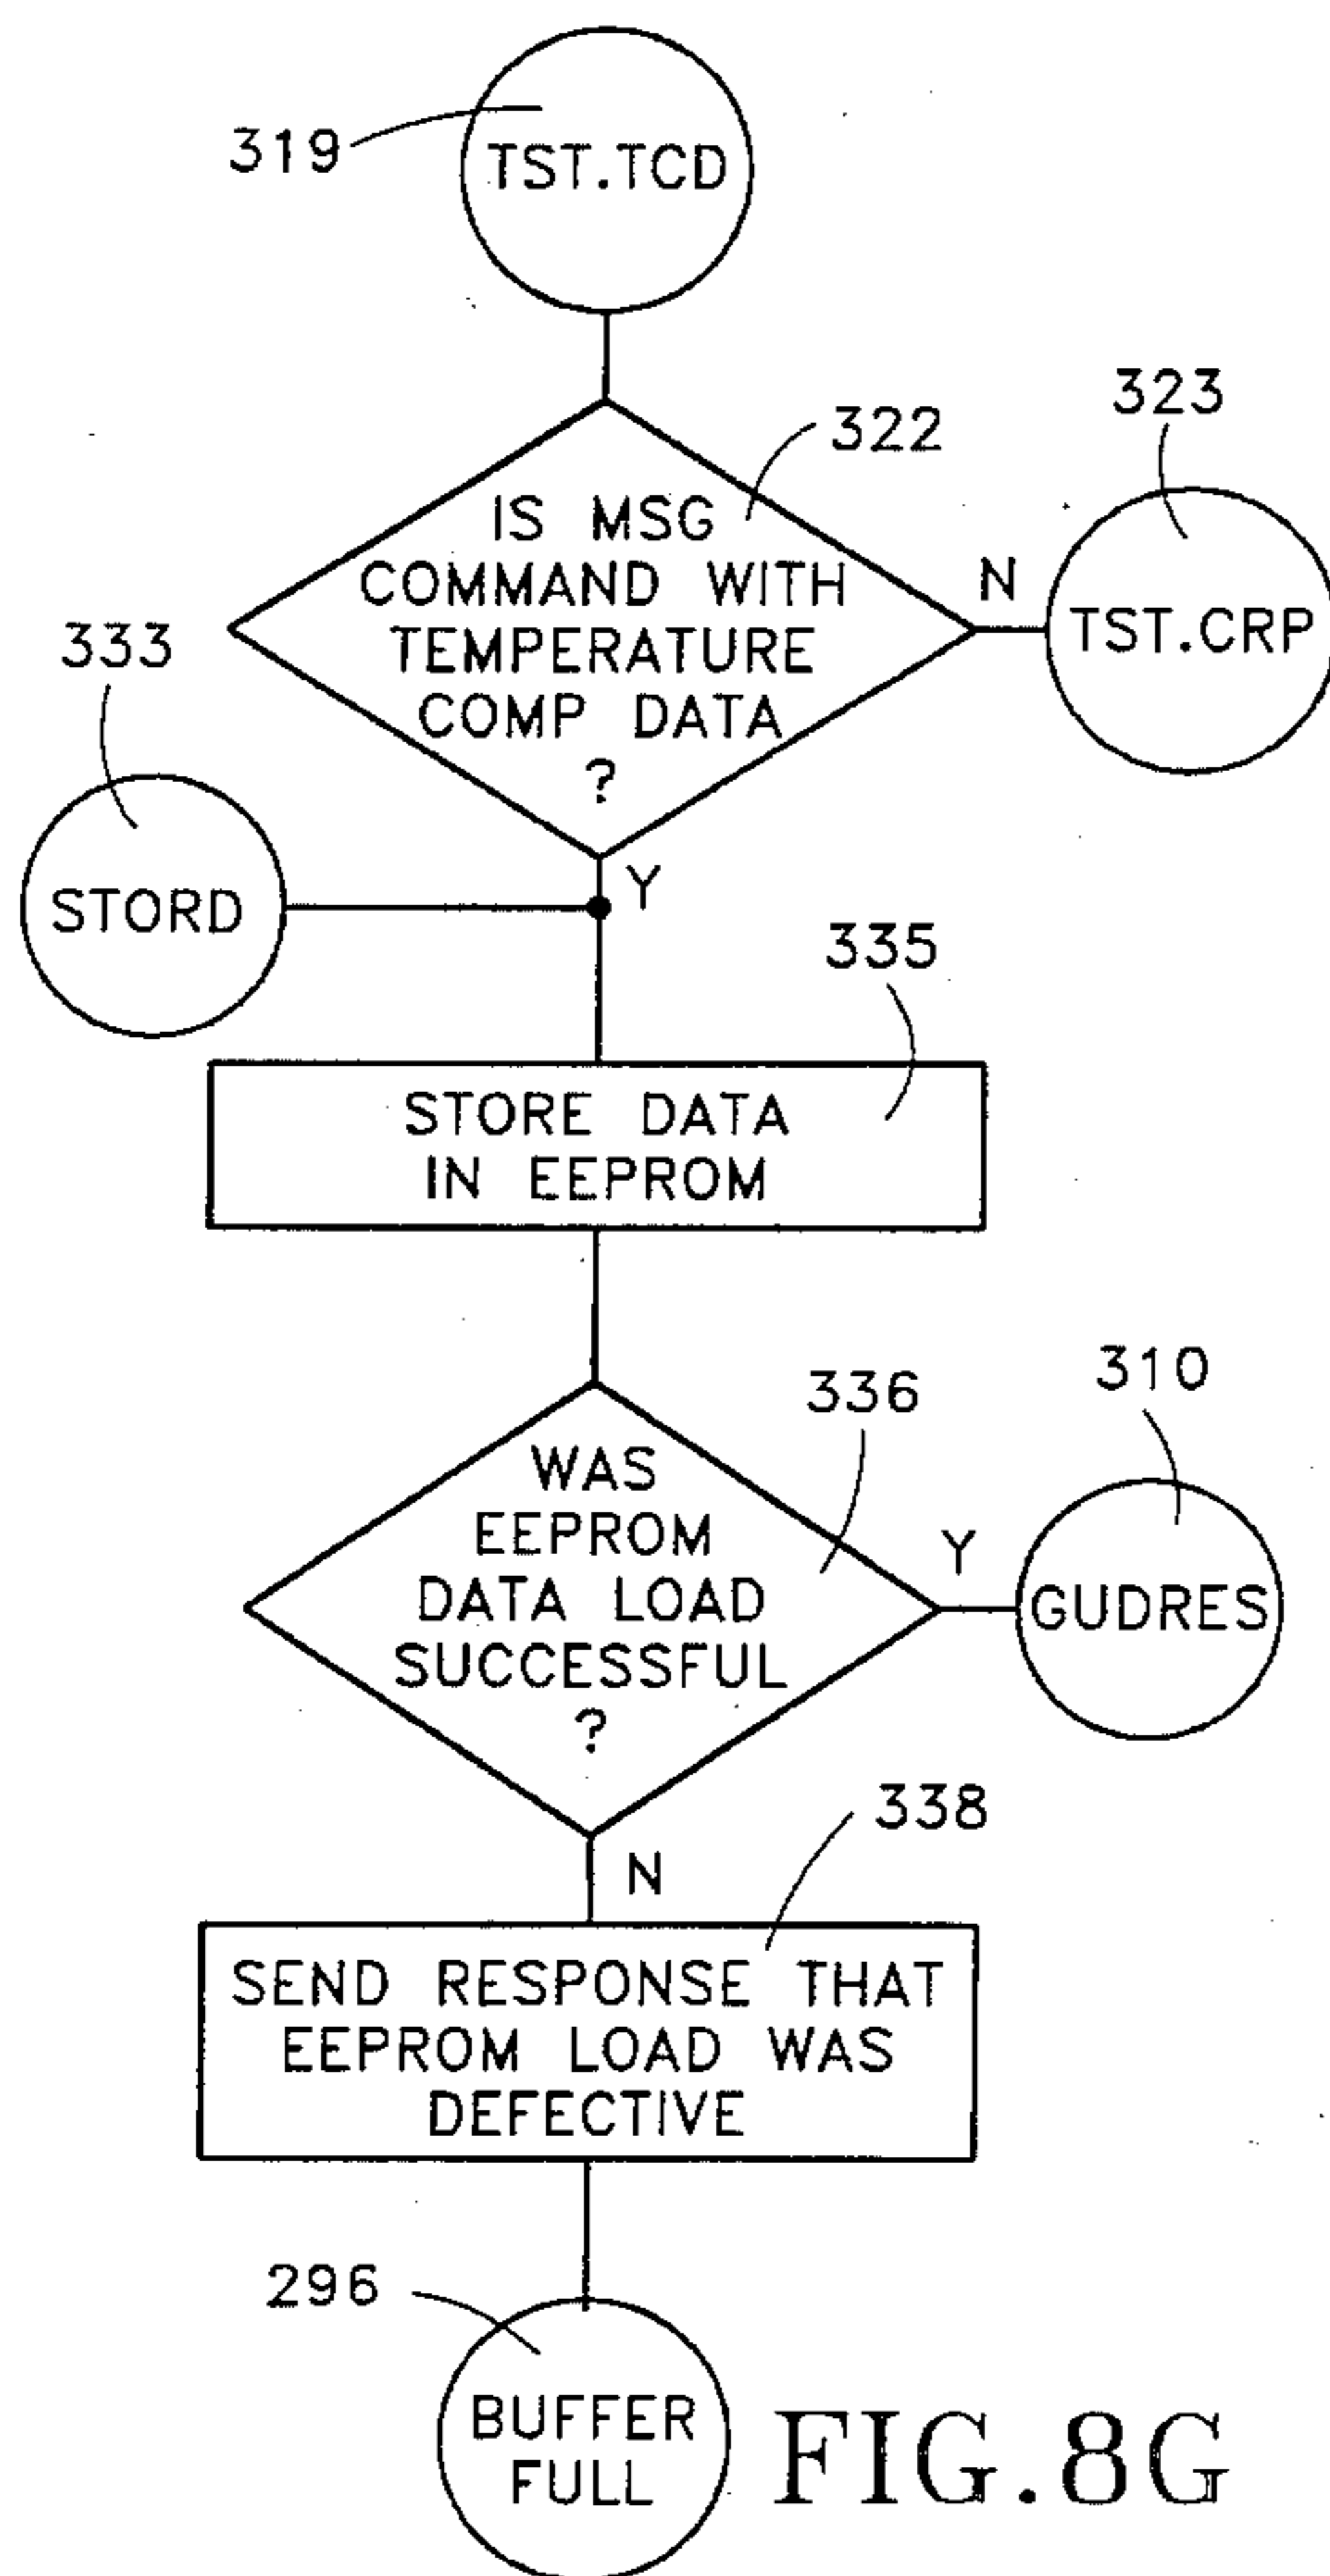 319
TST.TCD
322
323
IS MSG
COMMAND WITH
TEMPERATURE
COMP DATA
?
N
TST.CRP
333
STORD
Y
335
STORE DATA
IN EEPROM
336
310
WAS
EEPROM
DATA LOAD
SUCCESSFUL
?
Y
GUDRES
338
N
SEND RESPONSE THAT
EEPROM LOAD WAS
DEFECTIVE
296
BUFFER
FULL
FIG.8G